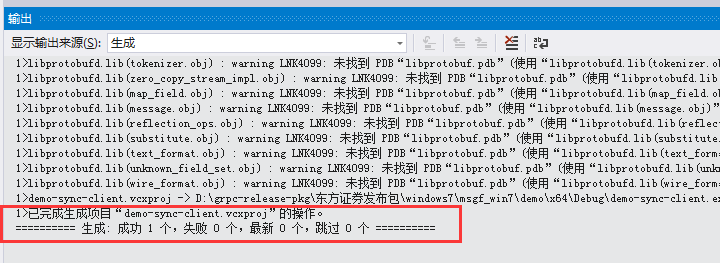 输出
显示输出来源(S): 生成
1>libprotobufd.lib(tokenizer.obj) : warning LNK4099: 未找到 PDB“libprotobuf.pdb”(使用“libprotobufd.lib(tokenizer.o
1>libprotobufd.lib(zero_copy_stream_impl.obj) : warning LNK4099: 未找到 PDB“libprotobuf.pdb”(使用“libprotobufd.lib
1>libprotobufd.lib(map_field.obj) : warning LNK4099: 未找到 PDB“libprotobuf.pdb”(使用“libprotobufd.lib(map_field.o
1>libprotobufd.lib(message.obj) : warning LNK4099: 未找到 PDB“libprotobuf.pdb”(使用“libprotobufd.lib(message.obj)”
1>libprotobufd.lib(reflection_ops.obj) : warning LNK4099: 未找到 PDB“libprotobuf.pdb”(使用“libprotobufd.lib(reflec
1>libprotobufd.lib(substitute.obj) : warning LNK4099: 未找到 PDB“libprotobuf.pdb”(使用“libprotobufd.lib(substitute
1>libprotobufd.lib(text_format.obj) : warning LNK4099: 未找到 PDB“libprotobuf.pdb”(使用“libprotobufd.lib(text_form
1>libprotobufd.lib(unknown_field_set.obj) : warning LNK4099: 未找到 PDB“libprotobuf.pdb”(使用“libprotobufd.lib(unk
1>libprotobufd.lib(wire_format.obj) : warning LNK4099: 未找到 PDB“libprotobuf.pdb”(使用“libprotobufd.lib(wire_form
1>demo-sync-client.vcxproj -> D:\grpc-release-pkg\东方证券发布包\windows7\msgf_win7\demo\x64\Debug\demo-sync-client.ex
1>已完成生成项目“demo-sync-client.vcxproj”的操作。
========== 生成: 成功 1 个，失败 0 个，最新 0 个，跳过 0 个 ==========